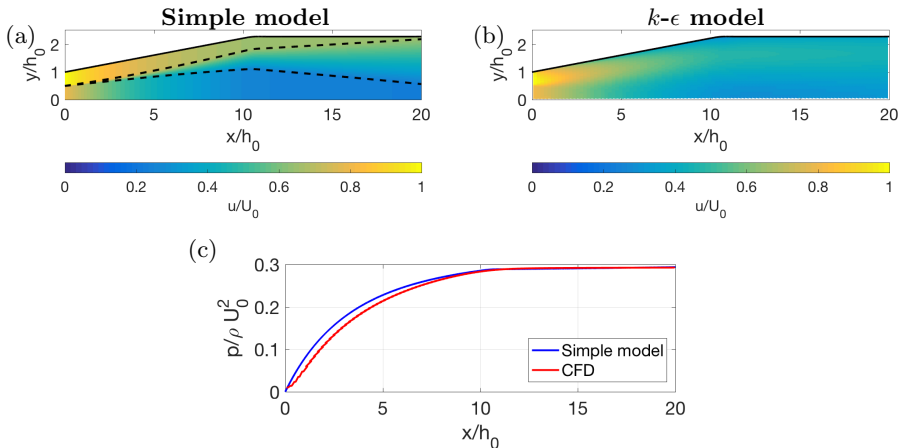 Simple model
k-ϵ model
(a)
(b)
y/h₀
2
1
0
0 5 10 15 20
x/h₀
y/h₀
2
1
0
0 5 10 15 20
x/h₀
0 0.2 0.4 0.6 0.8 1
u/U₀
0 0.2 0.4 0.6 0.8 1
u/U₀
(c)
p/ρ U₀²
0.3
0.2
0.1
0
Simple model
CFD
0 5 10 15 20
x/h₀